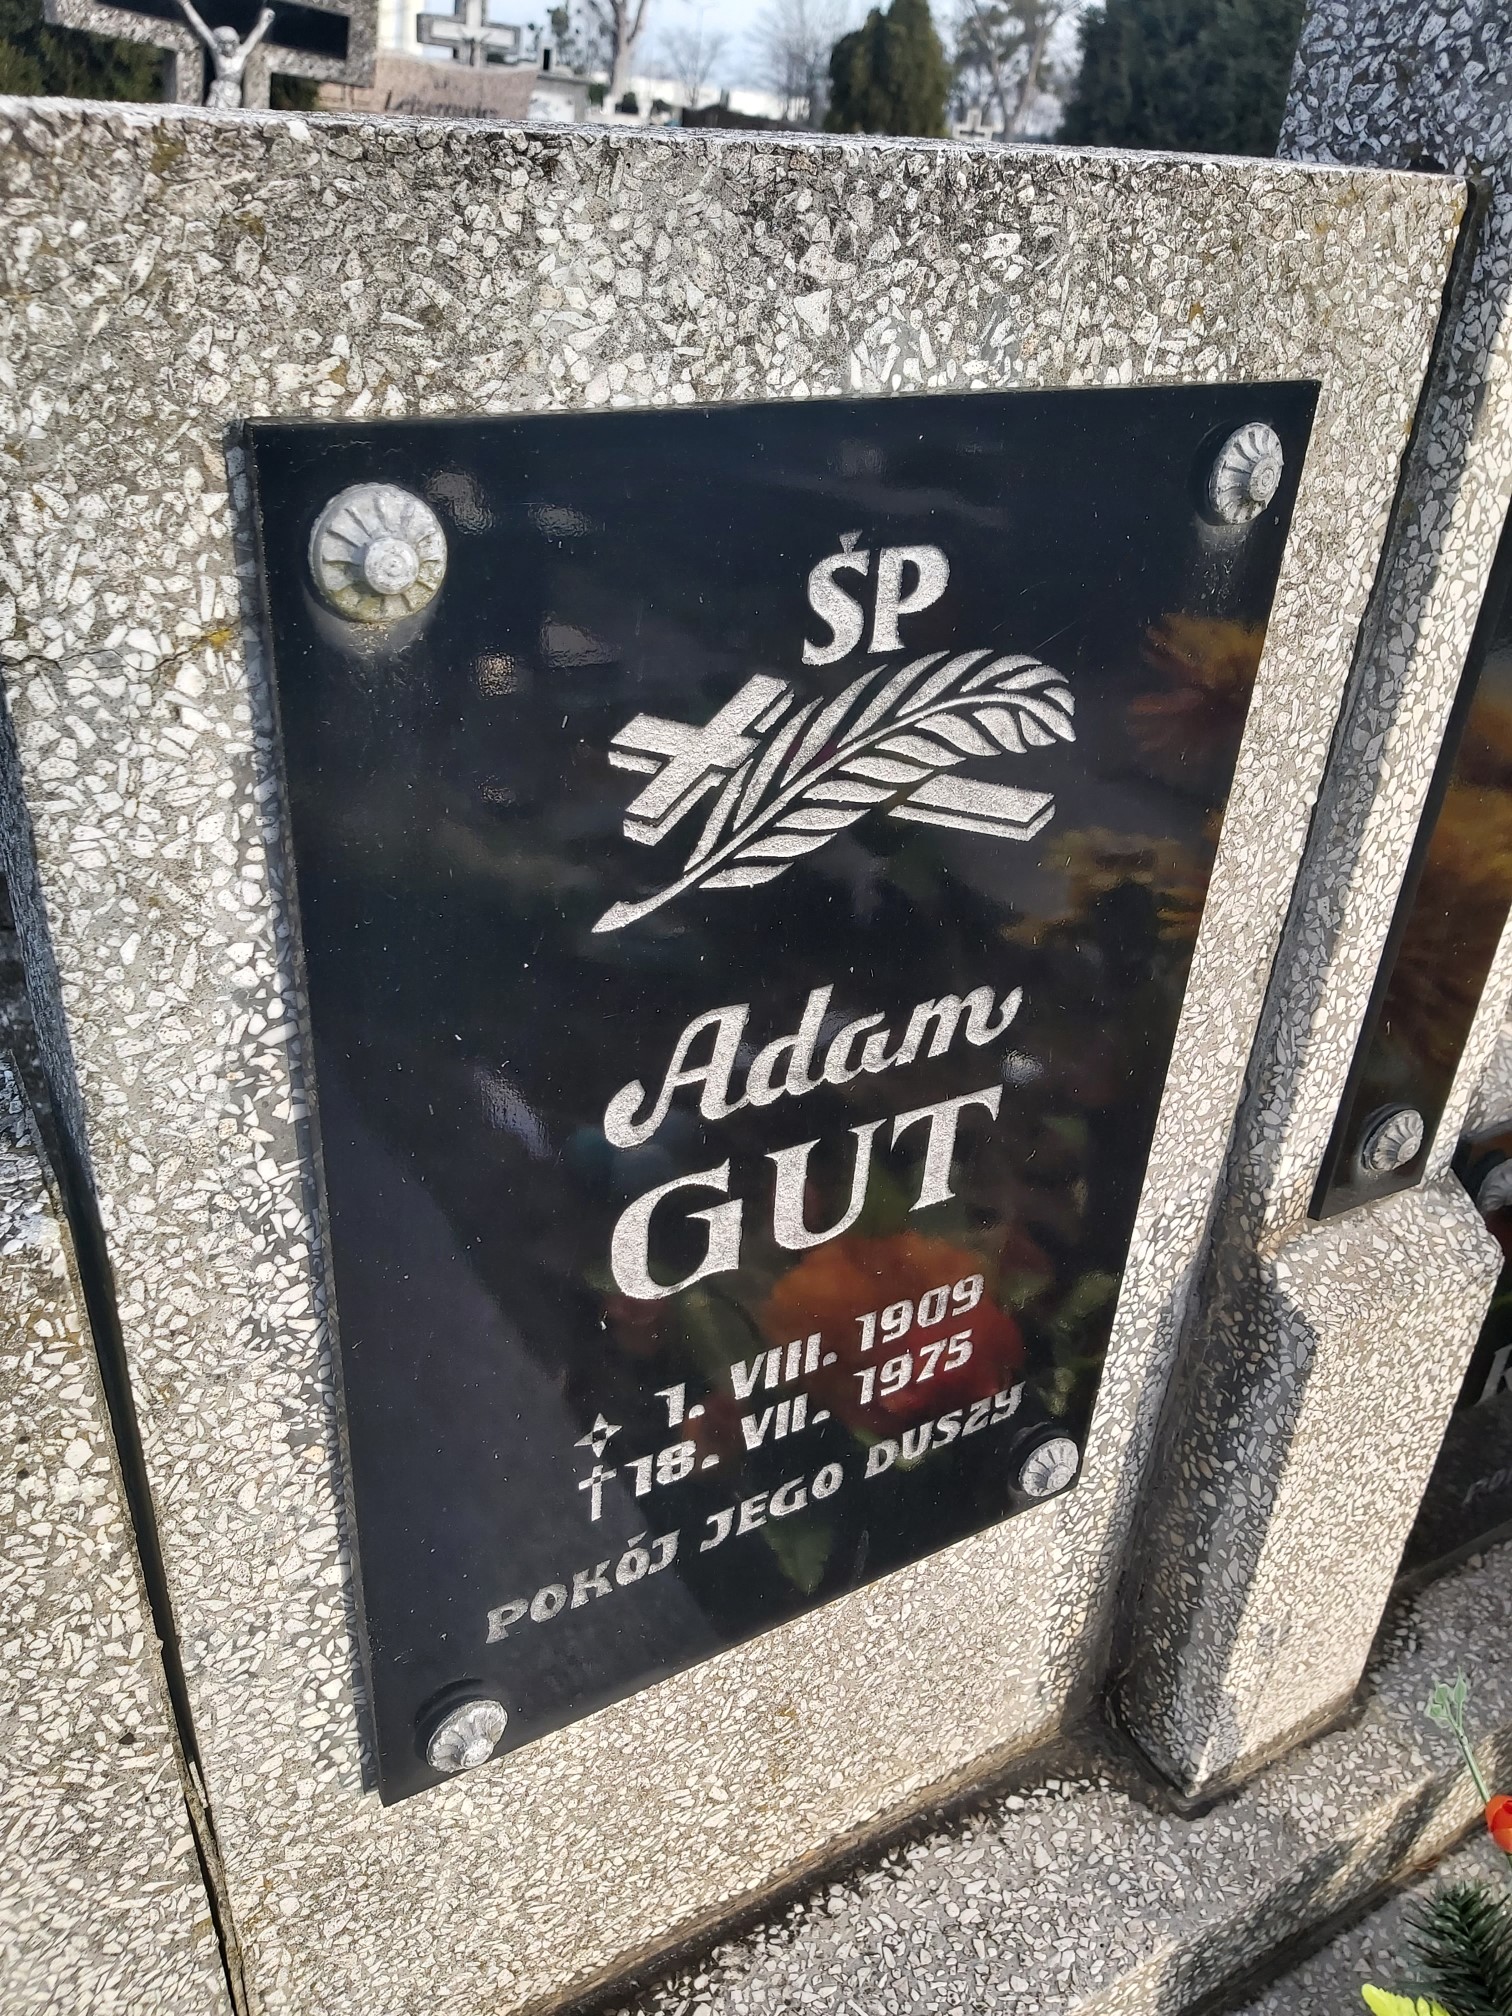 ŚP
Adam
GUT
✧ 1. VIII. 1909
† 18. VII. 1975
POKÓJ JEGO DUSZY